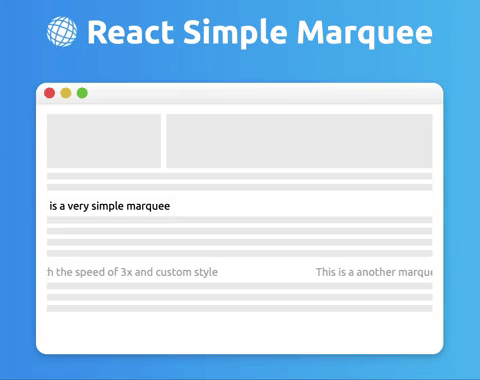 React Simple Marquee
is a very simple marquee
h the speed of 3x and custom style This is a another marque